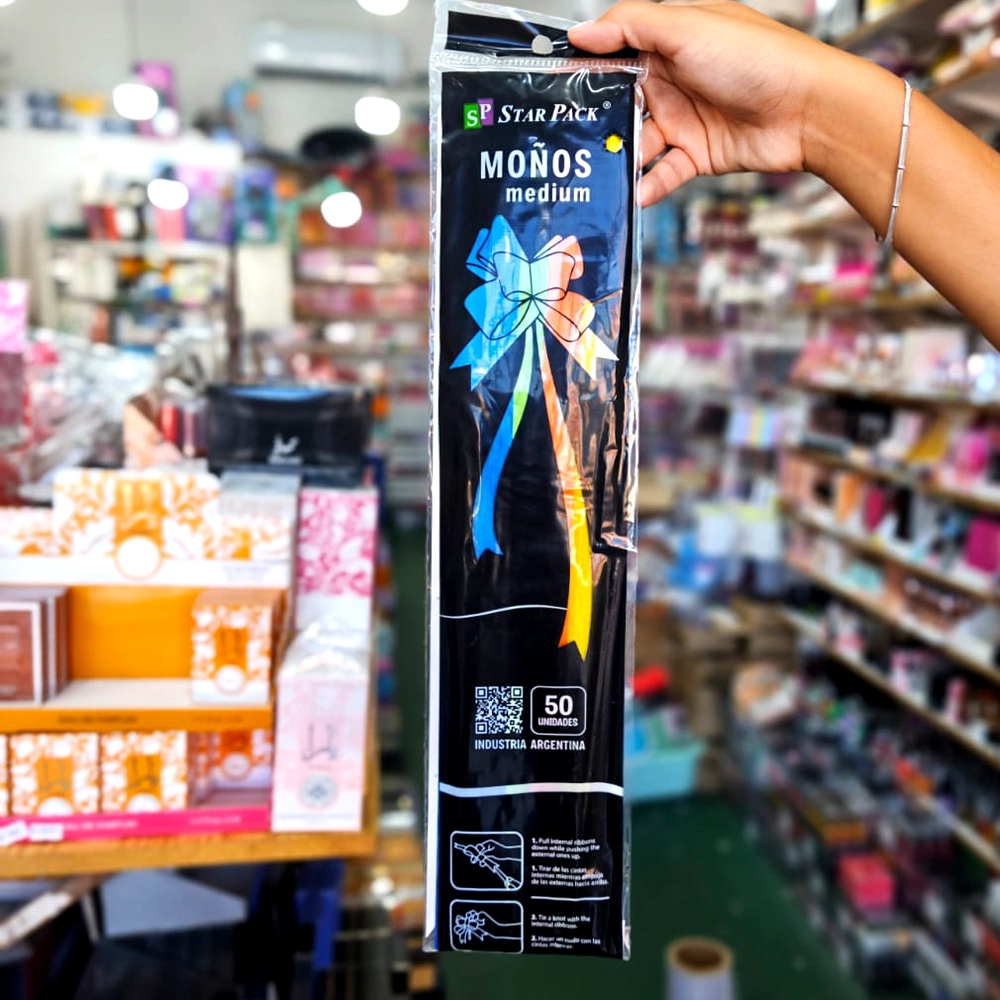 SP STAR PACK®
MOÑOS
medium
50
UNIDADES
INDUSTRIA ARGENTINA
1. Pull internal ribbons
down while pushing the
external ones up.
1. Tirar de las cintas
internas mientras empuja
de las externas hacia arriba.
2. Tie a knot with the
internal ribbons.
2. Hacer un nudo con las
cintas internas.